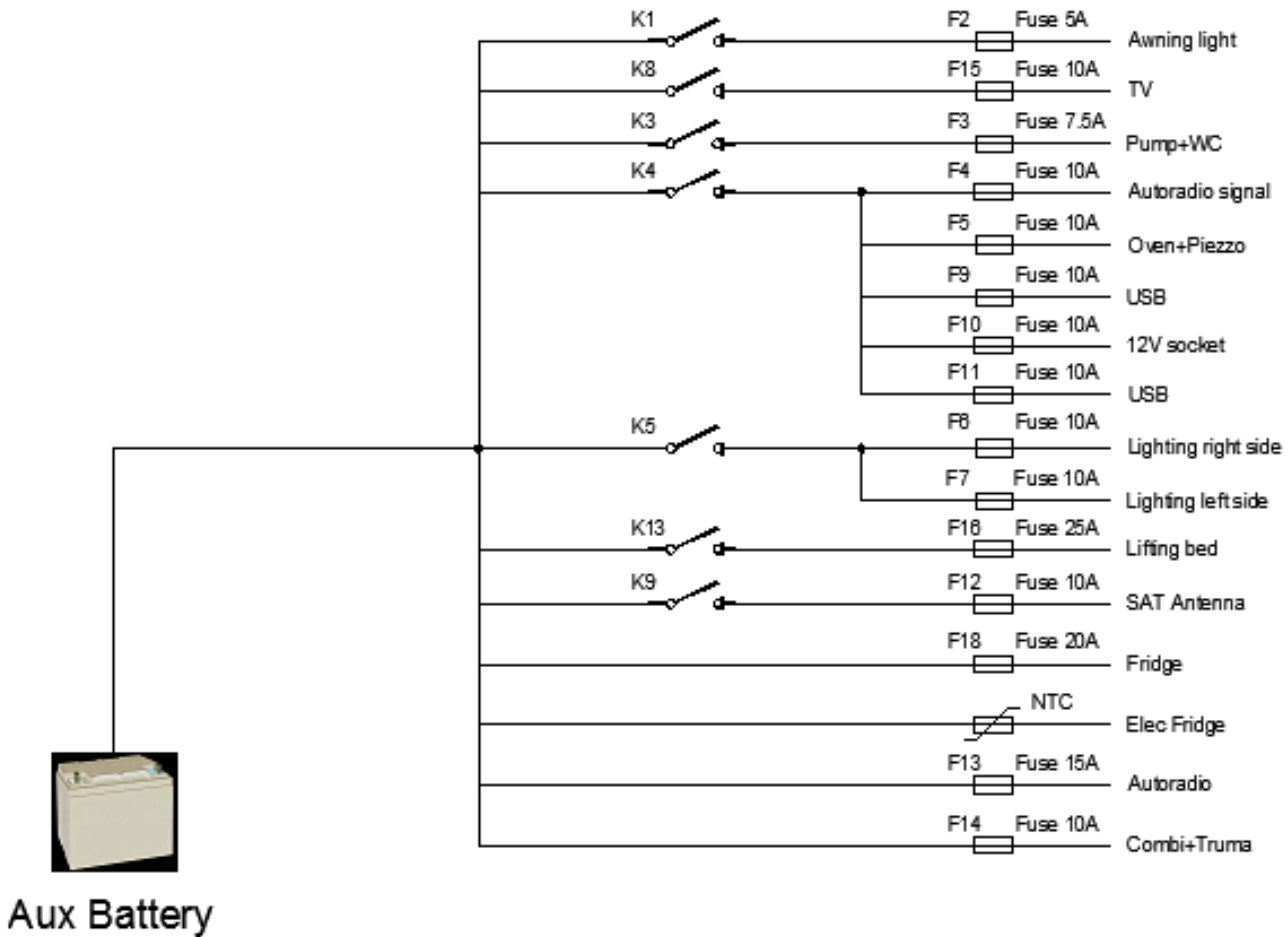 K1 F2 Fuse 5A Awning light
K8 F15 Fuse 10A TV
K3 F3 Fuse 7.5A Pump+WC
K4 F4 Fuse 10A Autoradio signal
F5 Fuse 10A Oven+Piezzo
F9 Fuse 10A USB
F10 Fuse 10A 12V socket
F11 Fuse 10A USB
K5 F6 Fuse 10A Lighting right side
F7 Fuse 10A Lighting left side
K13 F16 Fuse 25A Lifting bed
K9 F12 Fuse 10A SAT Antenna
F18 Fuse 20A Fridge
NTC Elec Fridge
F13 Fuse 15A Autoradio
F14 Fuse 10A Combi+Truma
Aux Battery